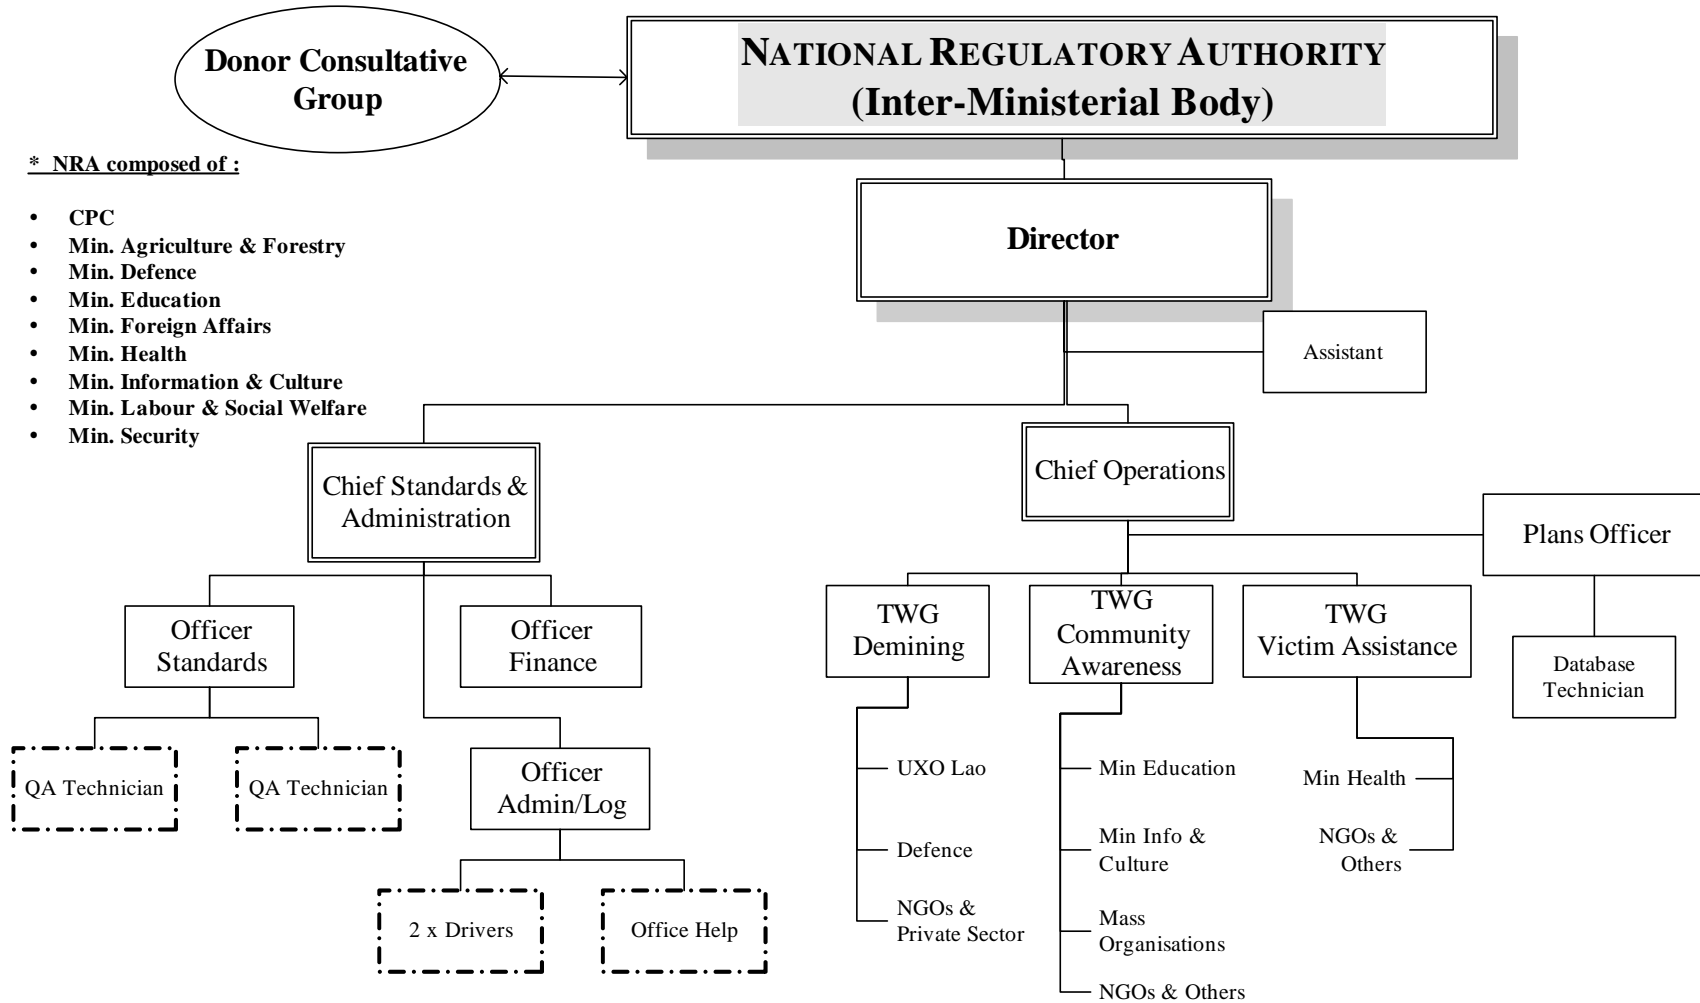 Donor Consultative
Group
NATIONAL REGULATORY AUTHORITY
(Inter-Ministerial Body)
* NRA composed of :
• CPC
• Min. Agriculture & Forestry
• Min. Defence
• Min. Education
• Min. Foreign Affairs
• Min. Health
• Min. Information & Culture
• Min. Labour & Social Welfare
• Min. Security
Director
Assistant
Chief Standards &
Administration
Chief Operations
Plans Officer
Officer
Standards
Officer
Finance
TWG
Demining
TWG
Community
Awareness
TWG
Victim Assistance
Database
Technician
QA Technician
QA Technician
Officer
Admin/Log
2 x Drivers
Office Help
UXO Lao
Defence
NGOs &
Private Sector
Min Education
Min Info &
Culture
Mass
Organisations
NGOs & Others
Min Health
NGOs &
Others